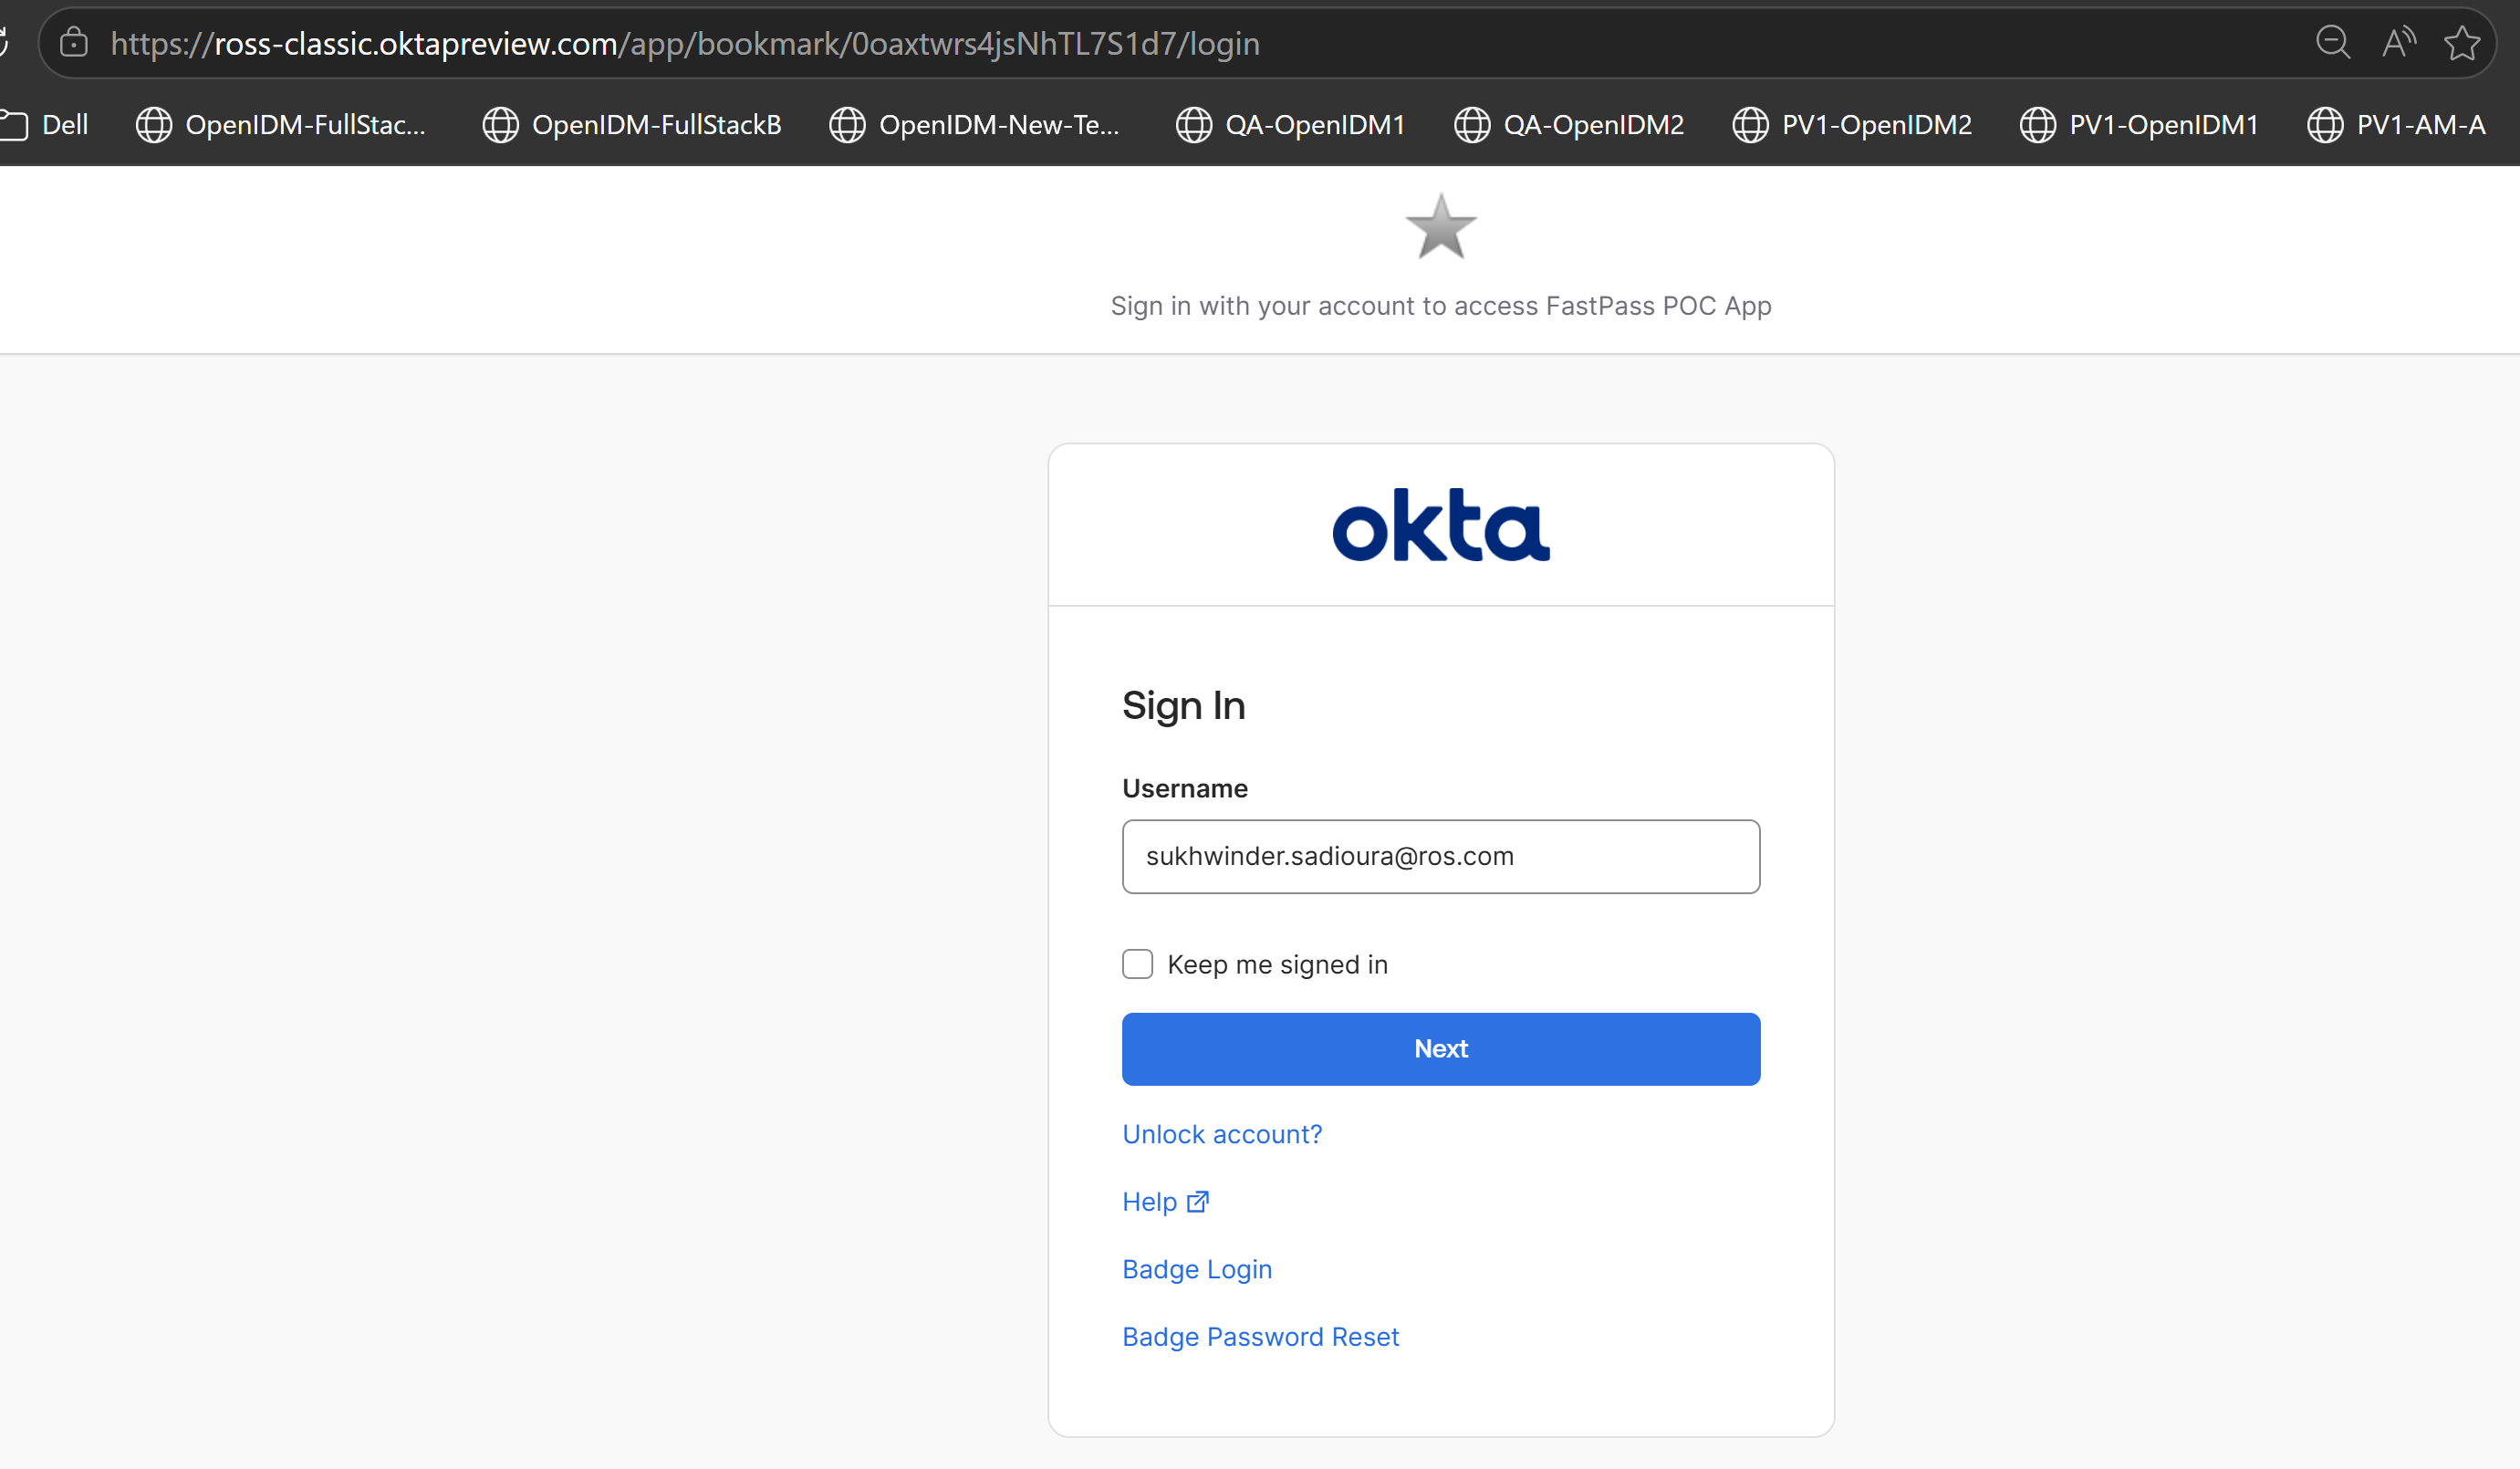 https://ross-classic.oktapreview.com/app/bookmark/0oaxtwrs4jsNhTL7S1d7/login
Dell OpenIDM-FullStac... OpenIDM-FullStackB OpenIDM-New-Te... QA-OpenIDM1 QA-OpenIDM2 PV1-OpenIDM2 PV1-OpenIDM1 PV1-AM-A
Sign in with your account to access FastPass POC App
okta
Sign In
Username
sukhwinder.sadioura@ros.com
Keep me signed in
Next
Unlock account?
Help
Badge Login
Badge Password Reset